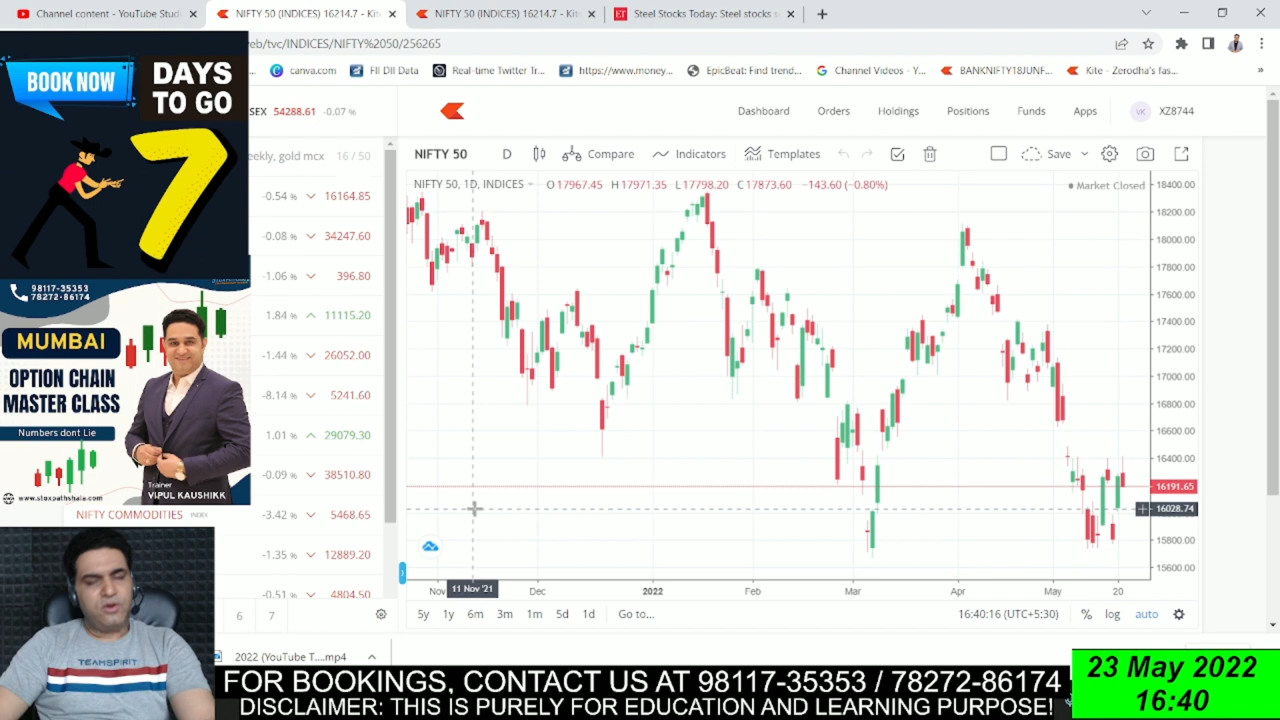 Channel content - YouTube Studi
NIFTY 50 (INDICES) 16214.7 - Kit
NIFTY 50 (INDICES) 16214.7 - Kit
Steel Stocks Today: Steel stocks s
eb/tvc/INDICES/NIFTY%2050/256265
canva.com
FII DII Data
Real-time Twitter Tr...
https://www.money...
EpicBeat: Find trend...
Channel Videos - Y...
BANKNIFTY18JUNF...
Kite - Zerodha's fas...
BOOK NOW
DAYS
TO GO
7
SEX 54288.61 -0.07 %
Dashboard Orders Holdings Positions Funds Apps VK XZ8744
eekly, gold mcx 16 / 50
-0.54 % 16164.85
-0.08 % 34247.60
-1.06 % 396.80
1.84 % 11115.20
-1.44 % 26052.00
-8.14 % 5241.60
1.01 % 29079.30
-0.09 % 38510.80
NIFTY COMMODITIES INDEX -3.42 % 5468.65
-1.35 % 12889.20
-0.51 % 4804.50
6 7
NIFTY 50 D Compare Indicators Templates Save
NIFTY 50, 1D, INDICES O17967.45 H17971.35 L17798.20 C17873.60 −143.60 (−0.80%)
Market Closed
18400.00
18200.00
18000.00
17800.00
17600.00
17400.00
17200.00
17000.00
16800.00
16600.00
16400.00
16191.65
16028.74
15800.00
15600.00
Nov 11 Nov '21 Dec 2022 Feb Mar Apr May 20
5y 1y 6m 3m 1m 5d 1d Go to...
16:40:16 (UTC+5:30) % log auto
98117-35353
78272-86174
MUMBAI
OPTION CHAIN
MASTER CLASS
Numbers dont Lie
www.stoxpathshala.com
Trainer
VIPUL KAUSHIKK
TEAMSPIRIT
2022 (YouTube T....mp4
FOR BOOKINGS, CONTACT US AT 98117-35353 / 78272-86174
DISCLAIMER: THIS IS PURELY FOR EDUCATION AND LEARNING PURPOSE!
23 May 2022
16:40